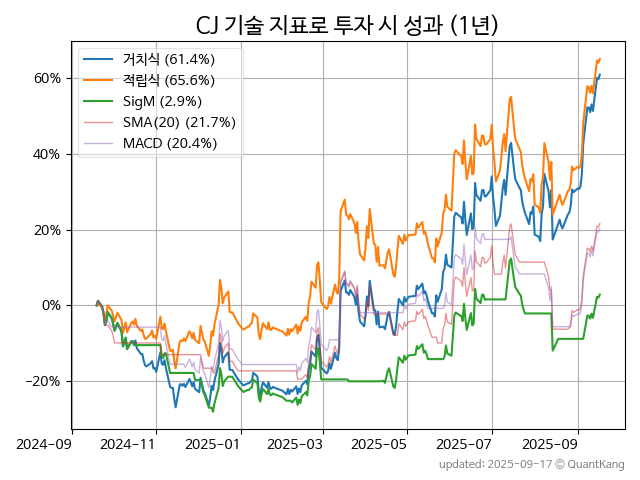 CJ 기술 지표로 투자 시 성과 (1년)
거치식 (61.4%)
적립식 (65.6%)
SigM (2.9%)
SMA(20) (21.7%)
MACD (20.4%)
60%
40%
20%
0%
−20%
2024-09
2024-11
2025-01
2025-03
2025-05
2025-07
2025-09
updated: 2025-09-17 © QuantKang